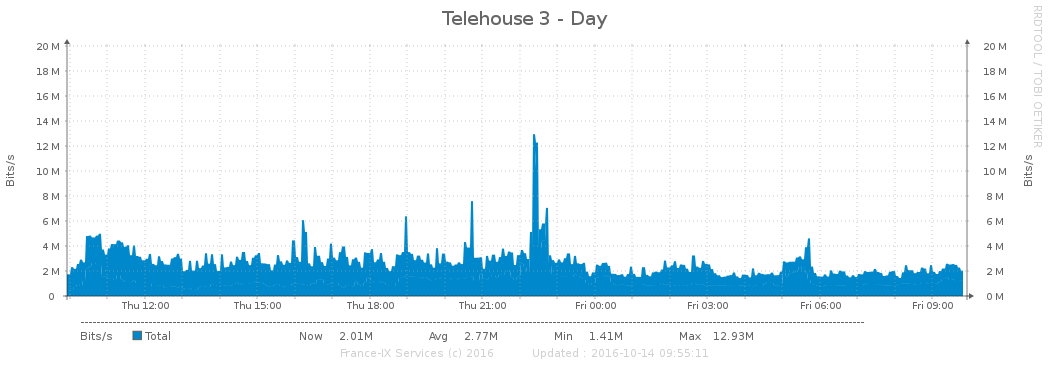 Telehouse 3 - Day
RRDTOOL / TOBI OETIKER
Bits/s
Bits/s
20 M 20 M
18 M 18 M
16 M 16 M
14 M 14 M
12 M 12 M
10 M 10 M
8 M 8 M
6 M 6 M
4 M 4 M
2 M 2 M
0 0 M
Thu 12:00 Thu 15:00 Thu 18:00 Thu 21:00 Fri 00:00 Fri 03:00 Fri 06:00 Fri 09:00
Bits/s Total Now 2.01M Avg 2.77M Min 1.41M Max 12.93M
France-IX Services (c) 2016 Updated : 2016-10-14 09:55:11